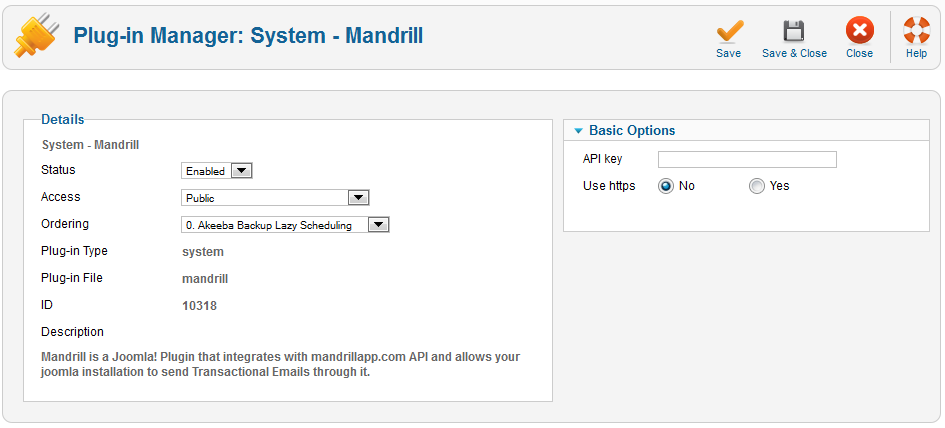 Plug-in Manager: System - Mandrill
Save
Save & Close
Close
Help
Details
System - Mandrill
Status Enabled
Access Public
Ordering 0. Akeeba Backup Lazy Scheduling
Plug-in Type system
Plug-in File mandrill
ID 10318
Description
Mandrill is a Joomla! Plugin that integrates with mandrillapp.com API and allows your
joomla installation to send Transactional Emails through it.
Basic Options
API key
Use https No Yes